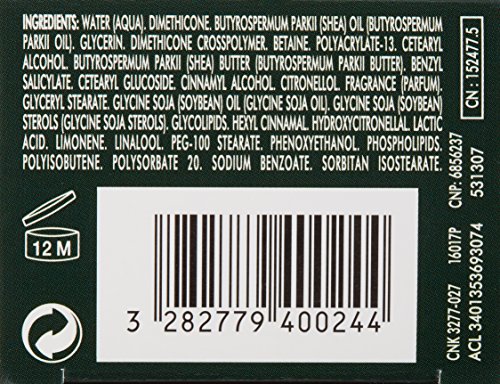 INGREDIENTS: WATER (AQUA). DIMETHICONE. BUTYROSPERMUM PARKII (SHEA) OIL (BUTYROSPERMUM
PARKII OIL). GLYCERIN. DIMETHICONE CROSSPOLYMER. BETAINE. POLYACRYLATE-13. CETEARYL
ALCOHOL. BUTYROSPERMUM PARKII (SHEA) BUTTER (BUTYROSPERMUM PARKII BUTTER). BENZYL
SALICYLATE. CETEARYL GLUCOSIDE. CINNAMYL ALCOHOL. CITRONELLOL. FRAGRANCE (PARFUM).
GLYCERYL STEARATE. GLYCINE SOJA (SOYBEAN) OIL (GLYCINE SOJA OIL). GLYCINE SOJA (SOYBEAN)
STEROLS (GLYCINE SOJA STEROLS). GLYCOLIPIDS. HEXYL CINNAMAL. HYDROXYCITRONELLAL. LACTIC
ACID. LIMONENE. LINALOOL. PEG-100 STEARATE. PHENOXYETHANOL. PHOSPHOLIPIDS.
POLYISOBUTENE. POLYSORBATE 20. SODIUM BENZOATE. SORBITAN ISOSTEARATE.
12 M
3 282779 400244
CNK 3277-027 16017P CNP: 6856237 CN : 152477.5
ACL 3401353693074 531307